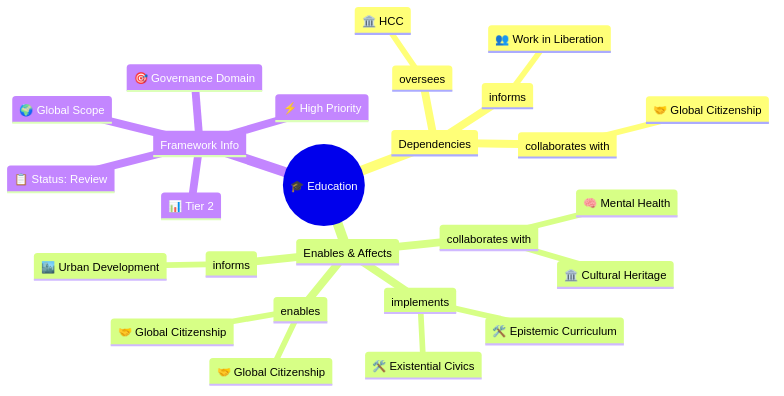 🏛️ HCC
👥 Work in Liberation
oversees
🎯 Governance Domain
informs
🌍 Global Scope
⚡ High Priority
🤝 Global Citizenship
Framework Info
Dependencies
collaborates with
📋 Status: Review
🎓 Education
📊 Tier 2
🧠 Mental Health
collaborates with
Enables & Affects
🏙️ Urban Development
informs
🏛️ Cultural Heritage
enables
implements
🤝 Global Citizenship
🛠️ Epistemic Curriculum
🤝 Global Citizenship
🛠️ Existential Civics